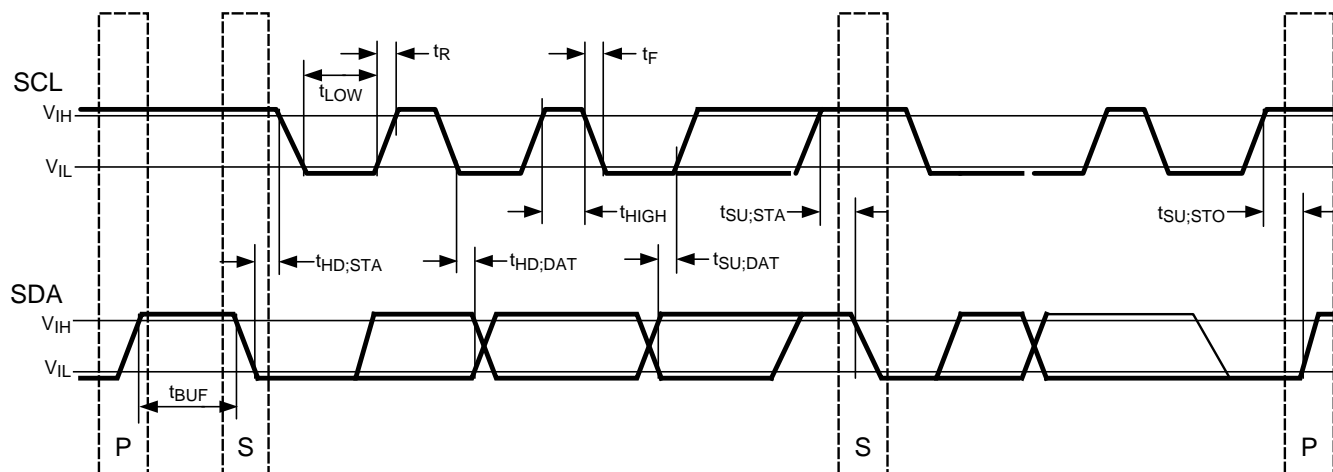 tR
tF
SCL
tLOW
VIH
VIL
tHIGH
tSU;STA
tSU;STO
tHD;STA
tHD;DAT
tSU;DAT
SDA
VIH
VIL
tBUF
P
S
S
P